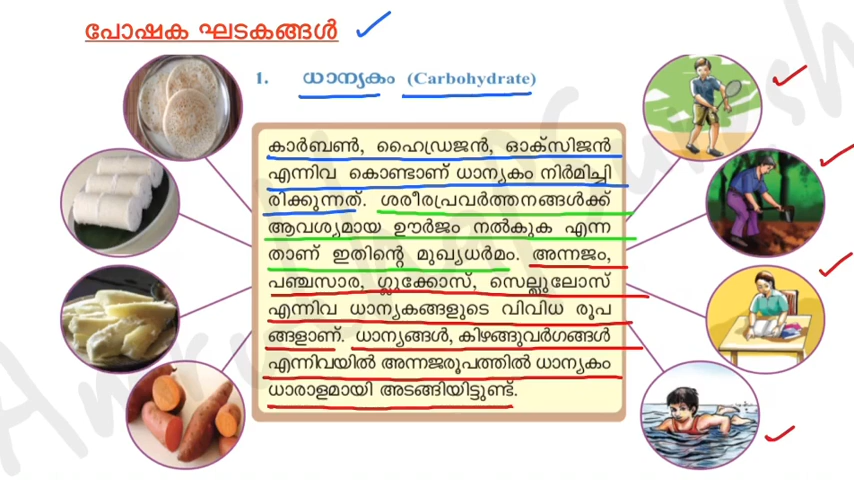 പോഷക ഘടകങ്ങൾ
1. ധാന്യകം (Carbohydrate)
കാർബൺ, ഹൈഡ്രജൻ, ഓക്സിജൻ
എന്നിവ കൊണ്ടാണ് ധാന്യകം നിർമിച്ചി
രിക്കുന്നത്. ശരീരപ്രവർത്തനങ്ങൾക്ക്
ആവശ്യമായ ഊർജം നൽകുക എന്ന
താണ് ഇതിന്റെ മുഖ്യധർമം. അന്നജം,
പഞ്ചസാര, ഗ്ലൂക്കോസ്, സെല്ലുലോസ്
എന്നിവ ധാന്യകങ്ങളുടെ വിവിധ രൂപ
ങ്ങളാണ്. ധാന്യങ്ങൾ, കിഴങ്ങുവർഗങ്ങൾ
എന്നിവയിൽ അന്നജരൂപത്തിൽ ധാന്യകം
ധാരാളമായി അടങ്ങിയിട്ടുണ്ട്.